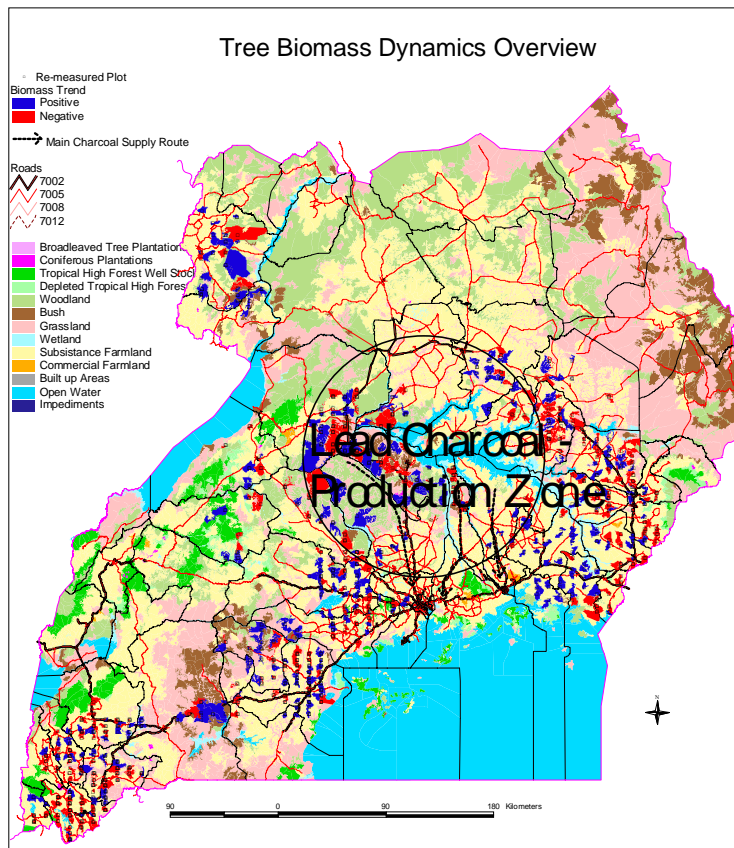 Tree Biomass Dynamics Overview
Re-measured Plot
Biomass Trend
Positive
Negative
Main Charcoal Supply Route
Roads
7002
7005
7008
7012
Broadleaved Tree Plantation
Coniferous Plantations
Tropical High Forest Well Stoc
Depleted Tropical High Fores
Woodland
Bush
Grassland
Wetland
Subsistance Farmland
Commercial Farmland
Built up Areas
Open Water
Impediments
Lead Charcoal -
Production Zone
N
90 0 90 180 Kilometers